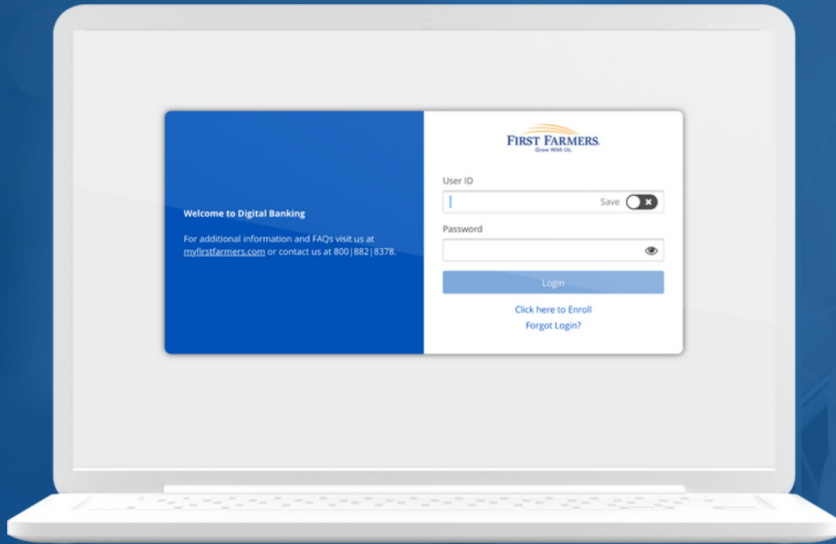 Welcome to Digital Banking
For additional information and FAQs visit us at
myfirstfarmers.com or contact us at 800|882|8378.
FIRST FARMERS
Grow With Us.
User ID
Save
Password
Login
Click here to Enroll
Forgot Login?